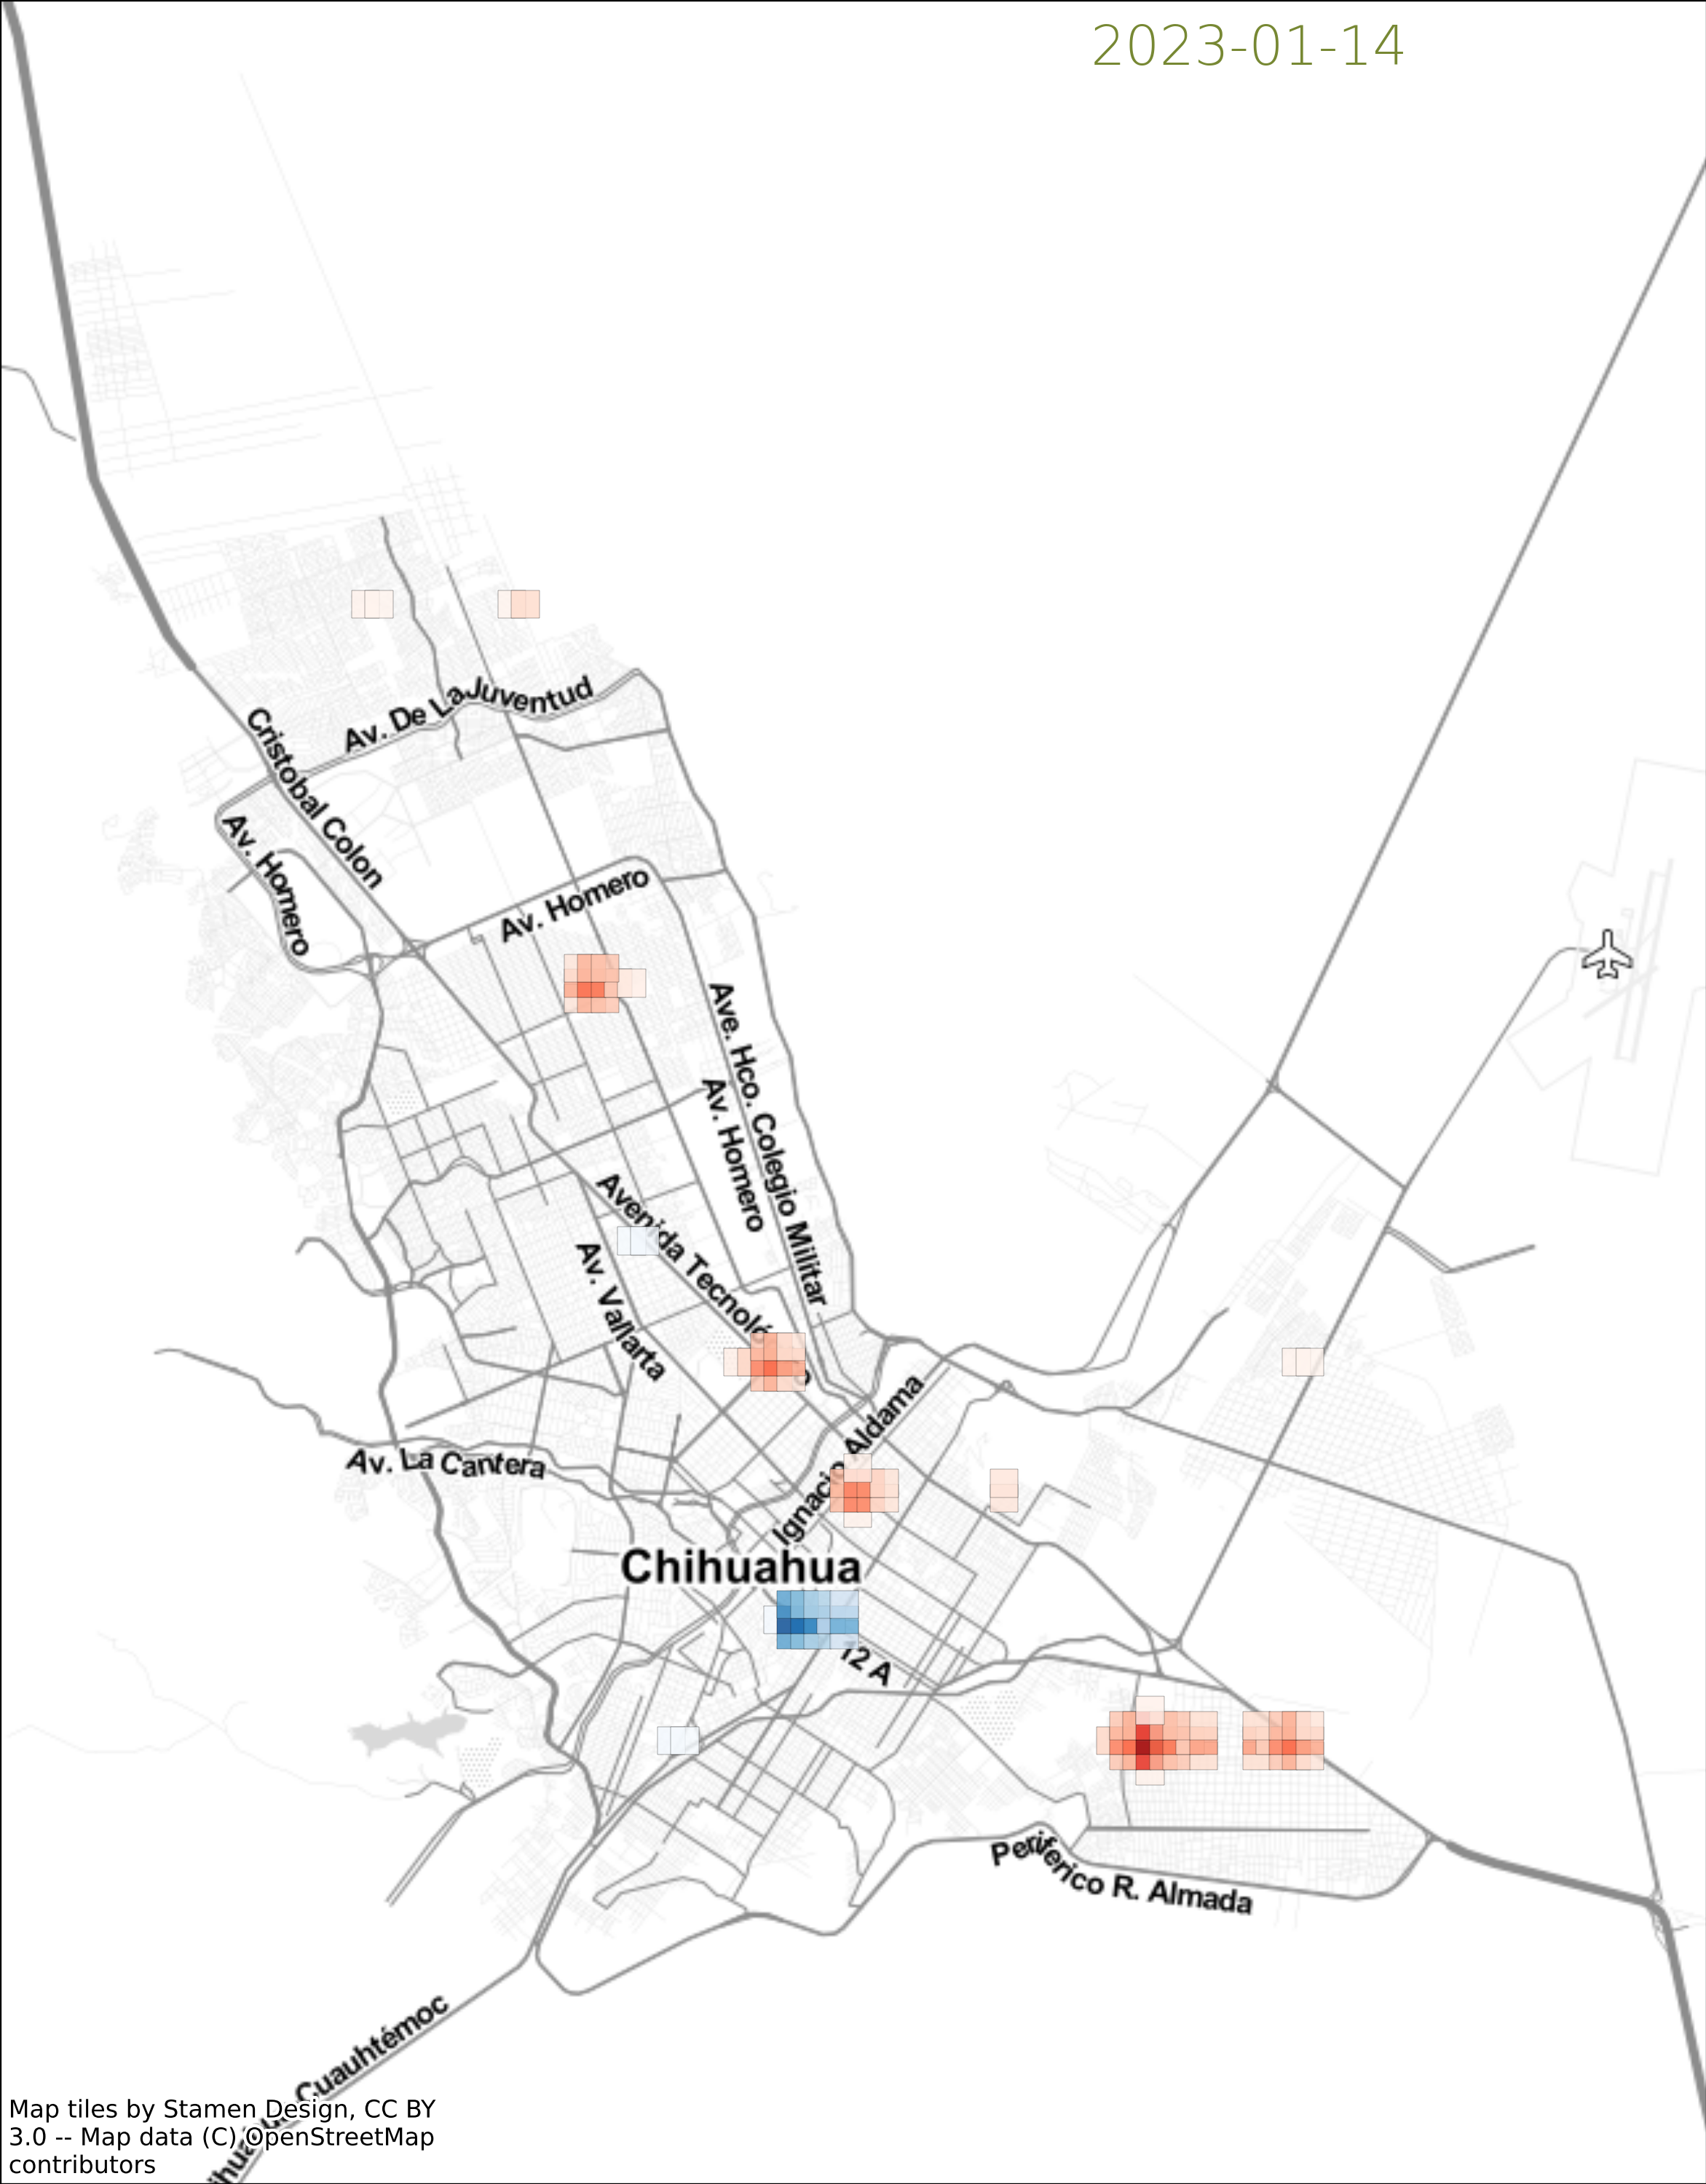 2023-01-14
Av. De La Juventud
Cristobal Colon
Av. Homero
Av. Homero
Ave. Hco. Colegio Militar
Av. Homero
Avenida Tecnoló
Av. Vallarta
Ignacio Aldama
Av. La Cantera
Chihuahua
12 A
Periferico R. Almada
Cuauhtémoc
Map tiles by Stamen Design, CC BY
3.0 -- Map data (C) OpenStreetMap
contributors